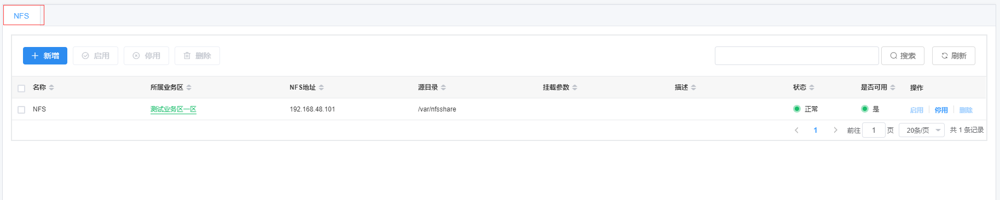 NFS
新增 启用 停用 删除 搜索 刷新
名称 所属业务区 NFS地址 源目录 挂载参数 描述 状态 是否可用 操作
NFS 测试业务区一区 192.168.48.101 /var/nfsshare 正常 是 启用 停用 删除
1 前往 1 页 20条/页 共 1 条记录